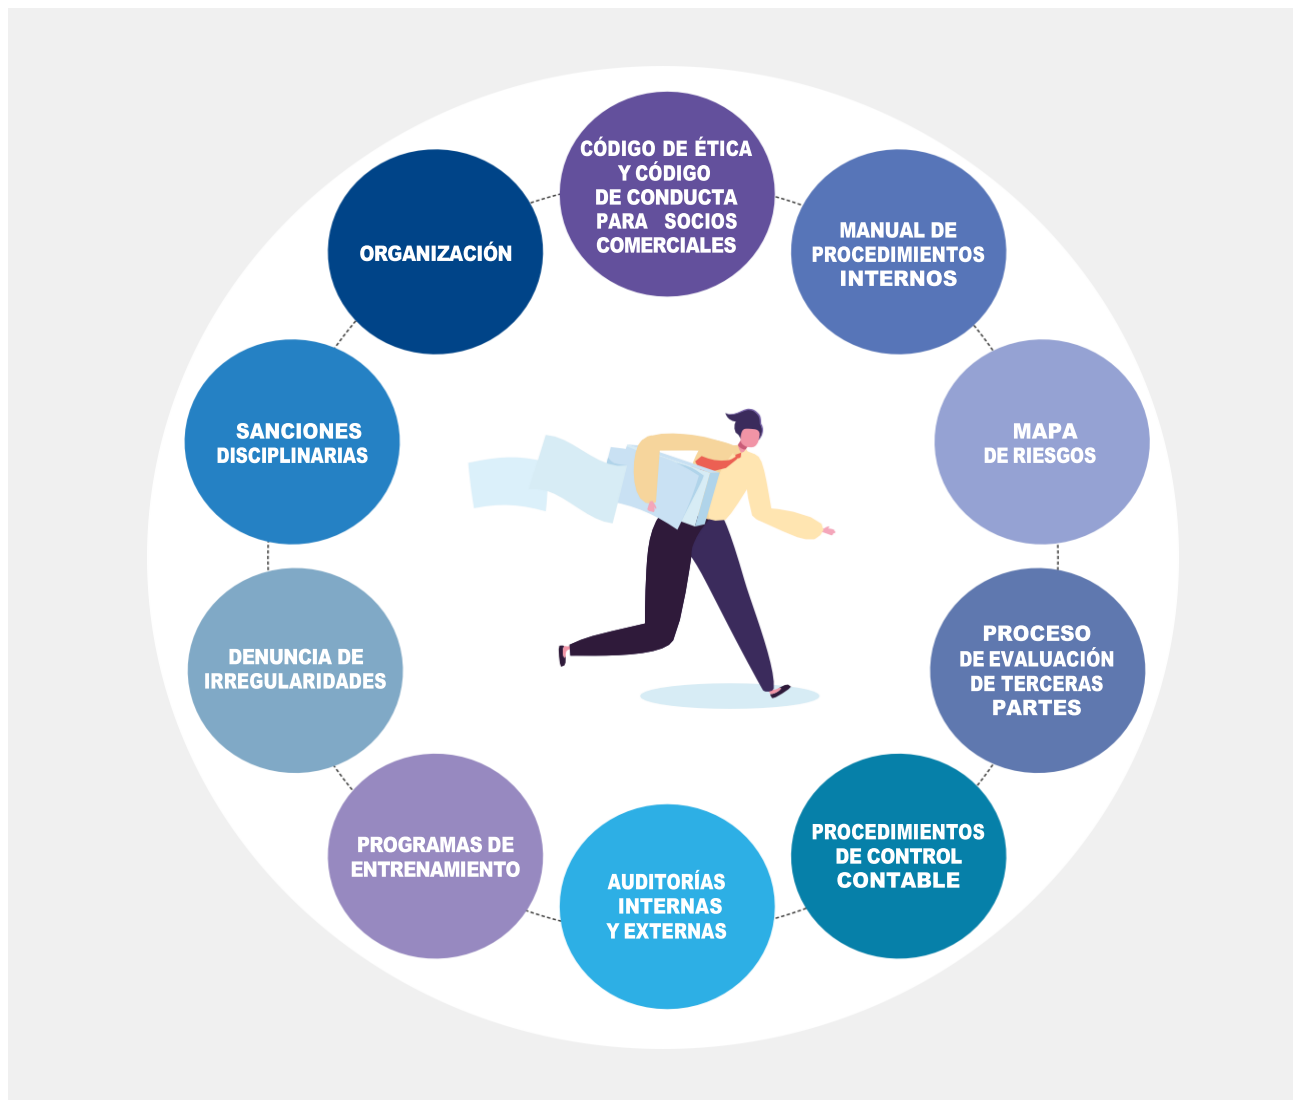 CÓDIGO DE ÉTICA
Y CÓDIGO
DE CONDUCTA
PARA SOCIOS
COMERCIALES
MANUAL DE
PROCEDIMIENTOS
INTERNOS
MAPA
DE RIESGOS
PROCESO
DE EVALUACIÓN
DE TERCERAS
PARTES
PROCEDIMIENTOS
DE CONTROL
CONTABLE
AUDITORÍAS
INTERNAS
Y EXTERNAS
PROGRAMAS DE
ENTRENAMIENTO
DENUNCIA DE
IRREGULARIDADES
SANCIONES
DISCIPLINARIAS
ORGANIZACIÓN